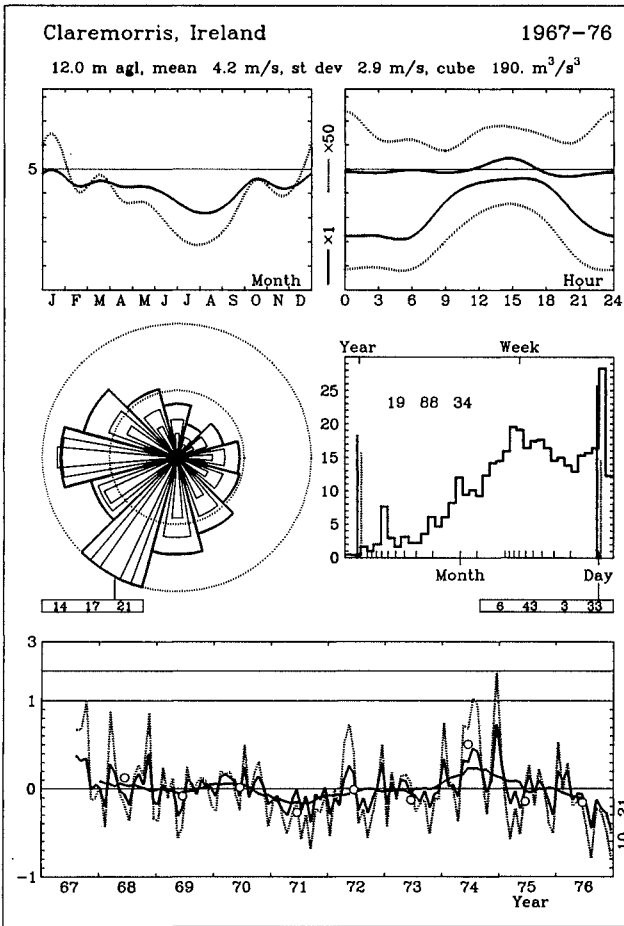 Claremorris, Ireland 1967-76
12.0 m agl, mean 4.2 m/s, st dev 2.9 m/s, cube 190. m³/s³
5
×1 ×50
Month
J F M A M J J A S O N D
Hour
0 3 6 9 12 15 18 21 24
14 17 21
Year Week
25
20
15
10
5
0
19 88 34
Month Day
6 43 3 33
3
1
0
-1
67 68 69 70 71 72 73 74 75 76
Year
10 21